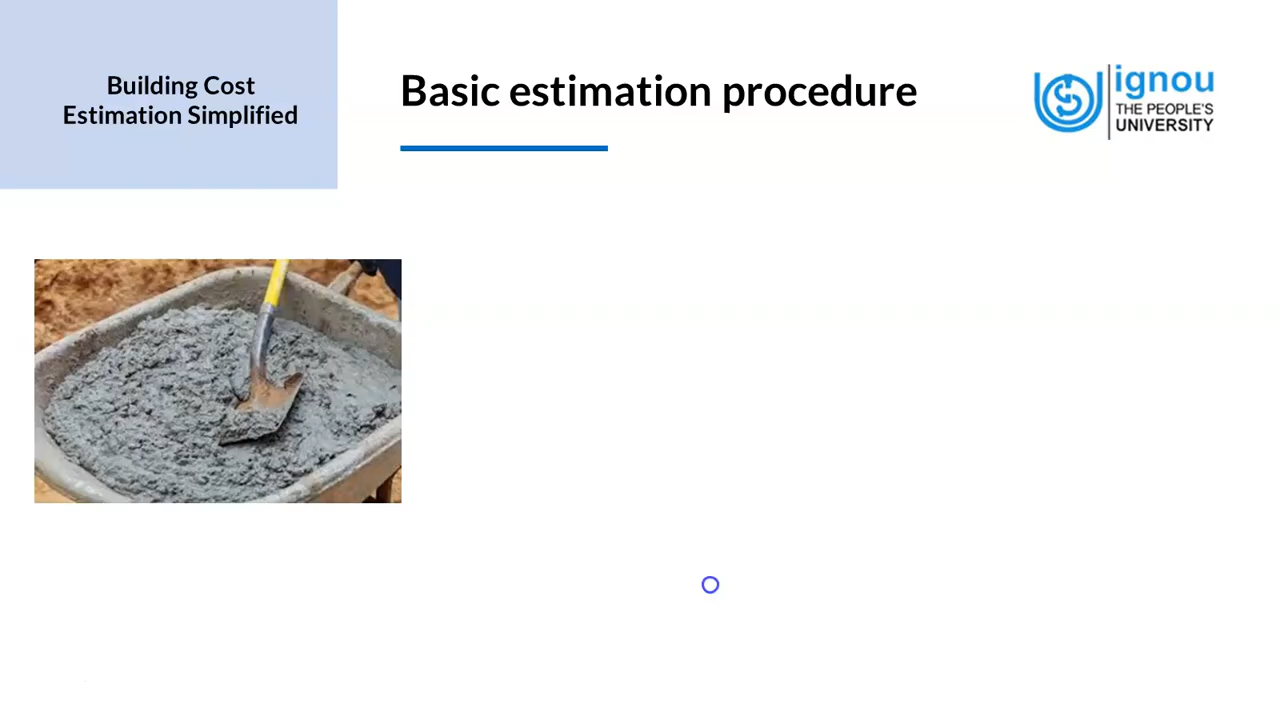 Building Cost
Estimation Simplified
Basic estimation procedure
ignou
THE PEOPLE'S
UNIVERSITY